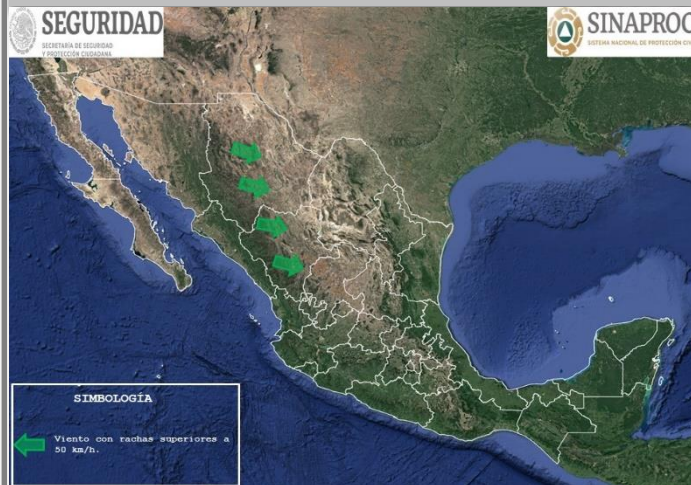 SEGURIDAD
SECRETARÍA DE SEGURIDAD
Y PROTECCIÓN CIUDADANA
SINAPROC
SISTEMA NACIONAL DE PROTECCIÓN CIV
SIMBOLOGÍA
Viento con rachas superiores a
50 km/h.